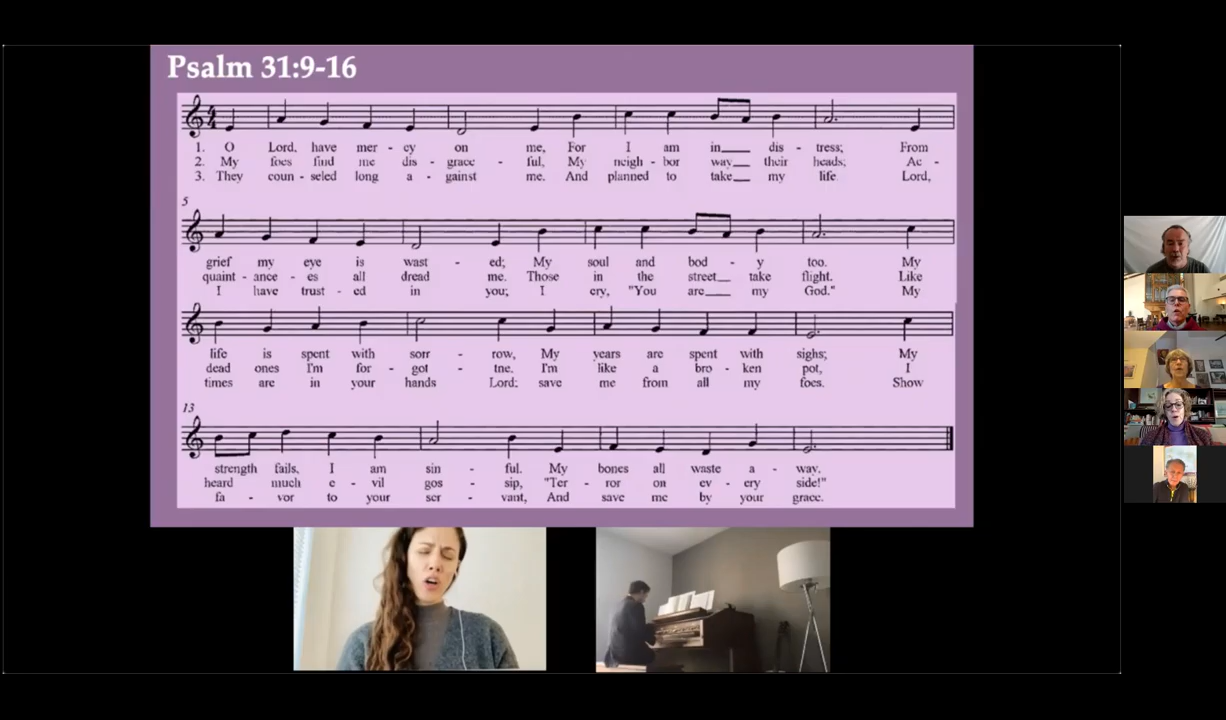 Psalm 31:9-16
1. O Lord, have mer - cy on me, For I am in___ dis - tress; From
2. My foes find me dis - grace - ful, My neigh - bor way__ their heads; Ac -
3. They coun - seled long a - gainst me. And planned to take__ my life Lord,
5
grief my eye is wast - ed; My soul and bod - y too. My
quaint - ance - es all dread me. Those in the street__ take flight. Like
I have trust - ed in you; I cry, "You are___ my God." My
life is spent with sorr - row, My years are spent with sighs; My
dead ones I'm for - got - tne. I'm like a bro - ken pot, I
times are in your hands Lord; save me from all my foes. Show
13
strength fails, I am sin - ful. My bones all waste a - way.
heard much e - vil gos - sip, "Ter - ror on ev - ery side!"
fa - vor to your ser - vant, And save me by your grace.